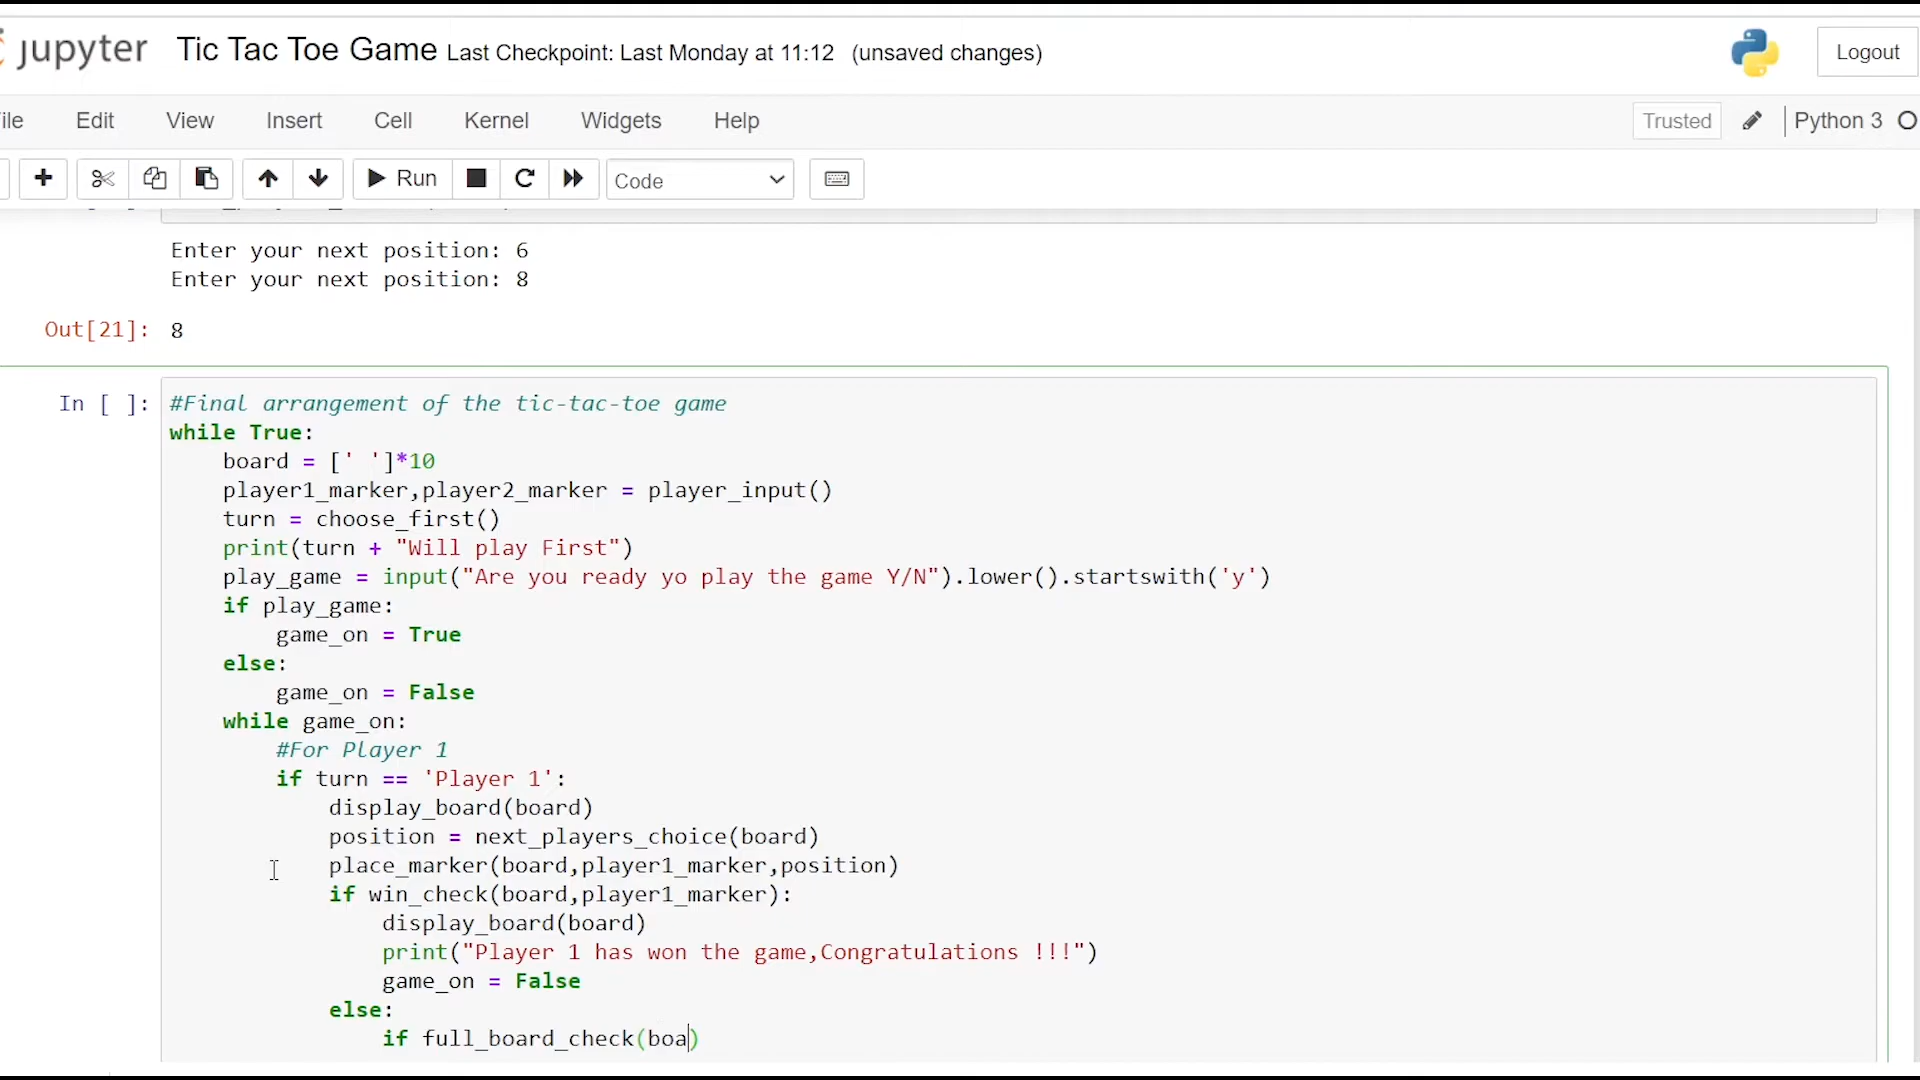 jupyter Tic Tac Toe Game Last Checkpoint: Last Monday at 11:12 (unsaved changes) Logout
ile Edit View Insert Cell Kernel Widgets Help Trusted Python 3
Run Code
Enter your next position: 6
Enter your next position: 8
Out[21]: 8
In [ ]: #Final arrangement of the tic-tac-toe game
while True:
    board = [' ']*10
    player1_marker,player2_marker = player_input()
    turn = choose_first()
    print(turn + "Will play First")
    play_game = input("Are you ready yo play the game Y/N").lower().startswith('y')
    if play_game:
        game_on = True
    else:
        game_on = False
    while game_on:
        #For Player 1
        if turn == 'Player 1':
            display_board(board)
            position = next_players_choice(board)
            place_marker(board,player1_marker,position)
            if win_check(board,player1_marker):
                display_board(board)
                print("Player 1 has won the game,Congratulations !!!")
                game_on = False
            else:
                if full_board_check(boa)